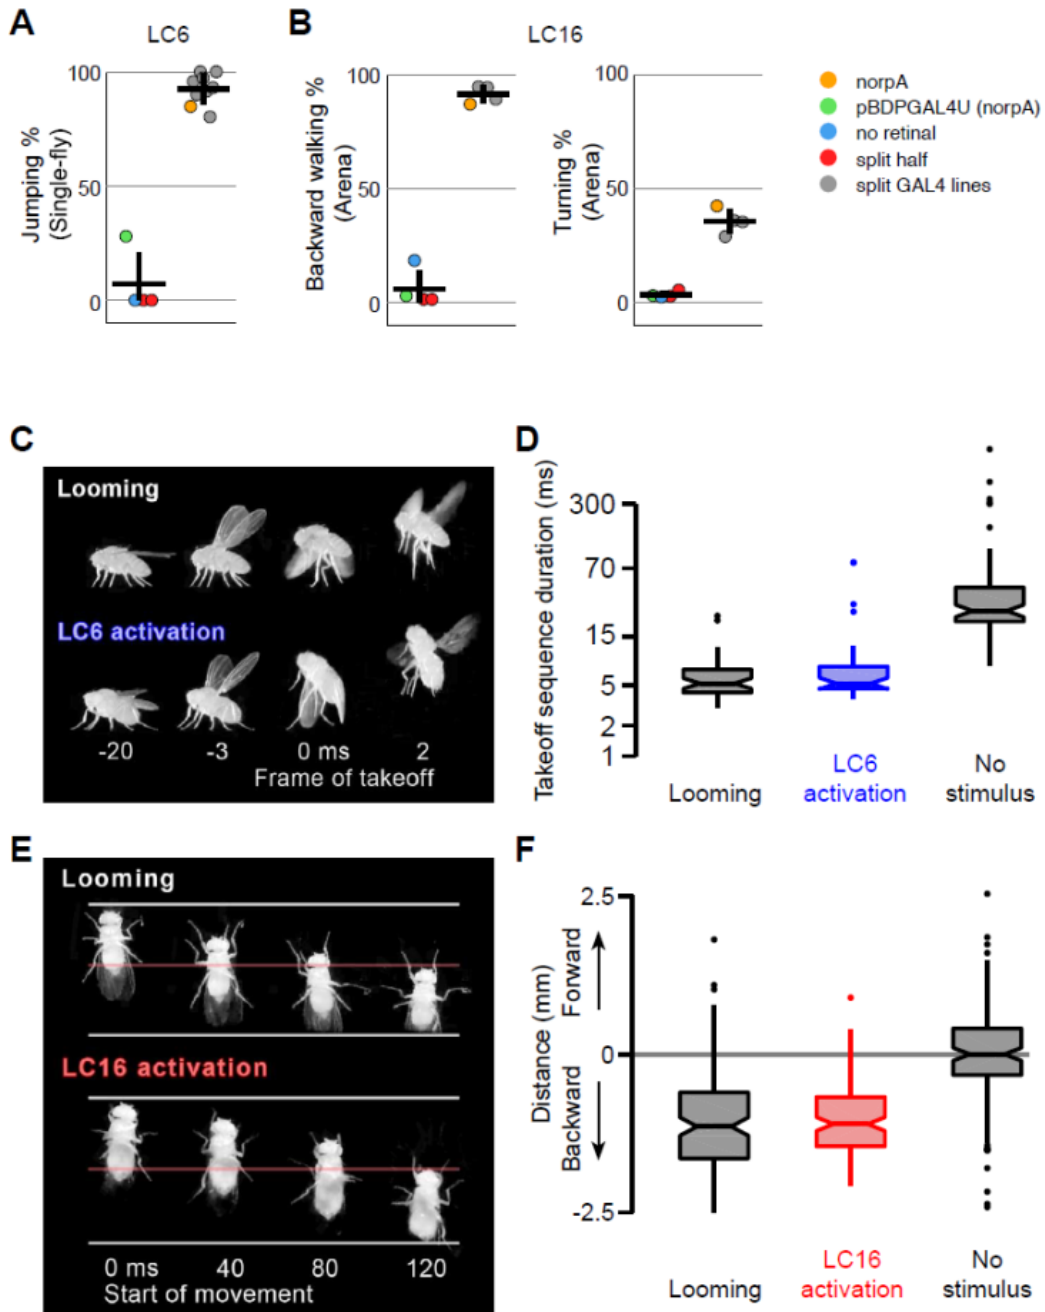 A
LC6
Jumping %
(Single-fly)
100
50
0
B
LC16
Backward walking %
(Arena)
100
50
0
Turning %
(Arena)
100
50
0
norpA
pBDPGAL4U (norpA)
no retinal
split half
split GAL4 lines
C
Looming
LC6 activation
-20
-3
0 ms
2
Frame of takeoff
D
Takeoff sequence duration (ms)
300
70
15
5
2
1
Looming
LC6
activation
No
stimulus
E
Looming
LC16 activation
0 ms
40
80
120
Start of movement
F
Distance (mm)
Forward
Backward
2.5
0
-2.5
Looming
LC16
activation
No
stimulus